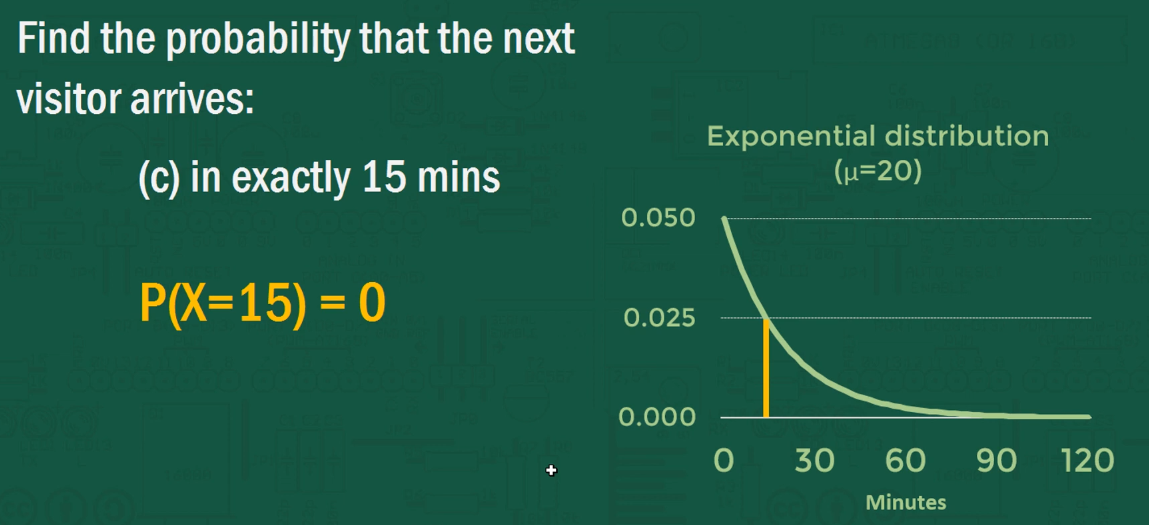 Find the probability that the next
visitor arrives:
(c) in exactly 15 mins
P(X=15) = 0
Exponential distribution
(μ=20)
0.050
0.025
0.000
0 30 60 90 120
Minutes